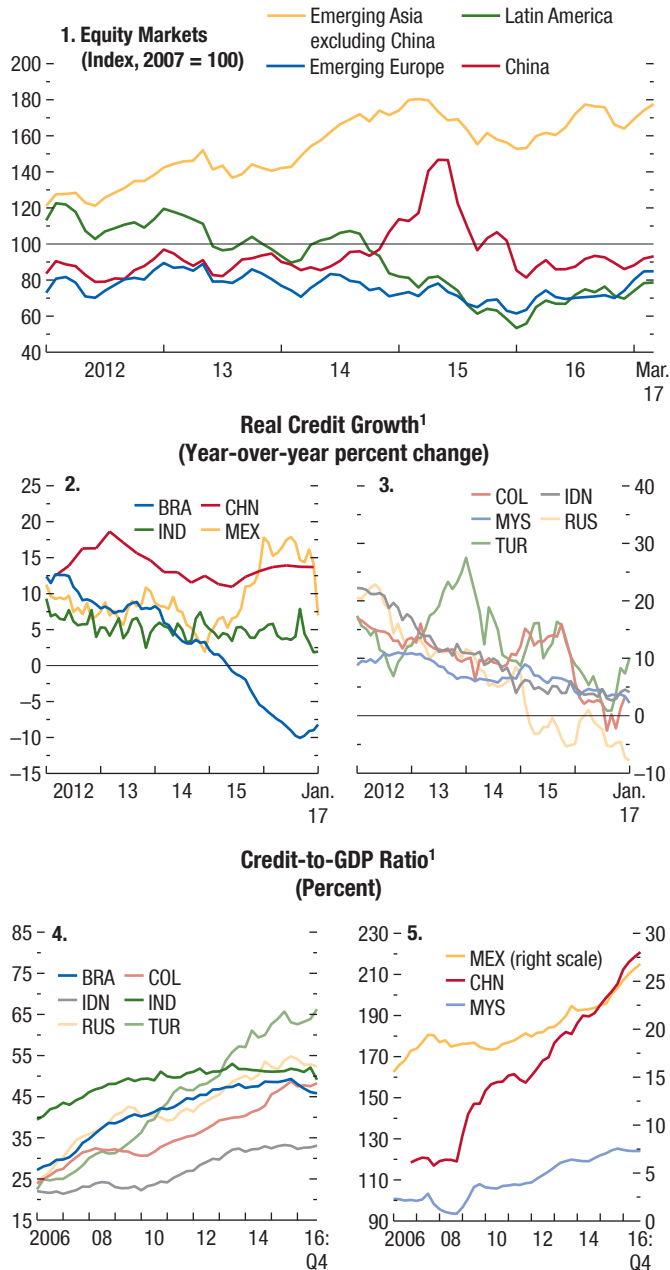 1. Equity Markets
(Index, 2007 = 100)
Emerging Asia
excluding China
Latin America
Emerging Europe
China
200
180
160
140
120
100
80
60
40
2012 13 14 15 16 Mar.
17
Real Credit Growth¹
(Year-over-year percent change)
2.
BRA CHN
IND MEX
25
20
15
10
5
0
–5
–10
–15
2012 13 15 Jan.
17
3.
COL IDN
MYS RUS
TUR
40
30
20
10
0
–10
2012 13 15 Jan.
17
Credit-to-GDP Ratio¹
(Percent)
4.
BRA COL
IDN IND
RUS TUR
85
75
65
55
45
35
25
15
2006 08 10 12 14 16:
Q4
5.
MEX (right scale)
CHN
MYS
230
210
190
170
150
130
110
90
30
25
20
15
10
5
0
2006 08 10 12 14 16:
Q4